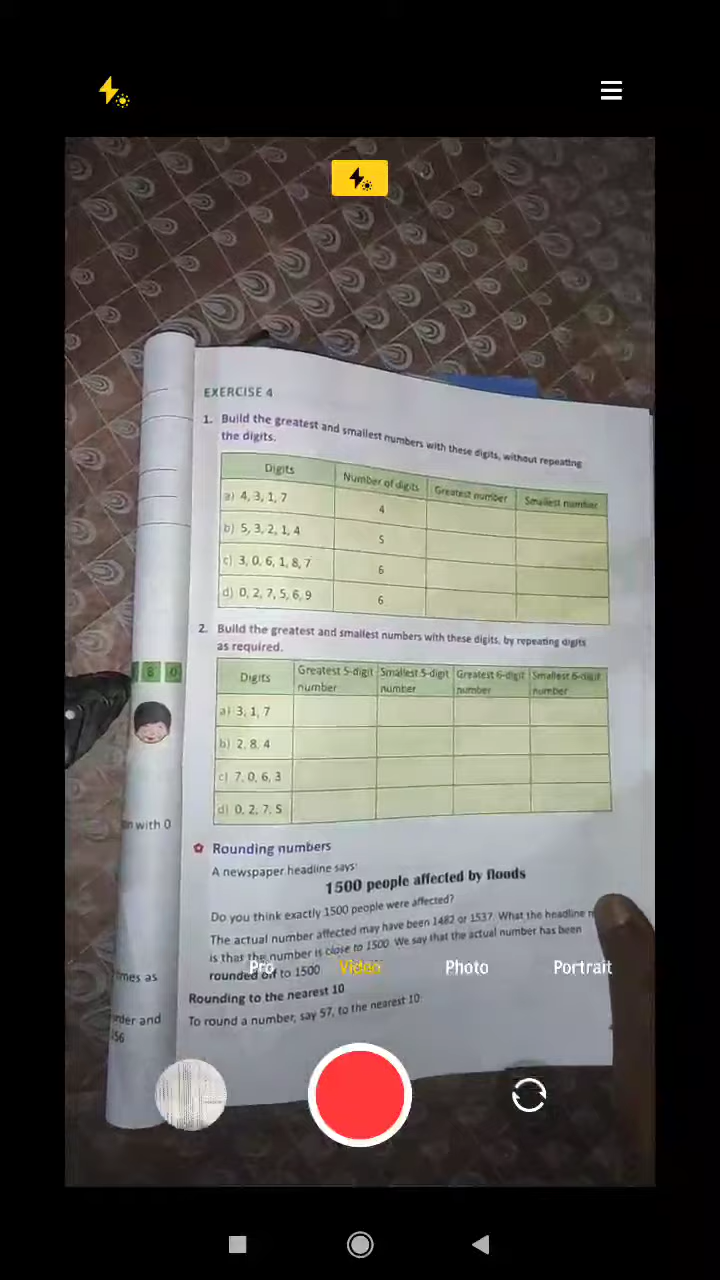 EXERCISE 4
1. Build the greatest and smallest numbers with these digits, without repeating
the digits.
Digits Number of digits Greatest number Smallest number
a) 4, 3, 1, 7 4
b) 5, 3, 2, 1, 4 5
c) 3, 0, 6, 1, 8, 7 6
d) 0, 2, 7, 5, 6, 9 6
2. Build the greatest and smallest numbers with these digits, by repeating digits
as required.
Digits Greatest 5-digit number Smallest 5-digit number Greatest 6-digit number Smallest 6-digit number
a) 3, 1, 7
b) 2, 8, 4
c) 7, 0, 6, 3
d) 0, 2, 7, 5
8 0
with 0
as
and
Rounding numbers
A newspaper headline says:
1500 people affected by floods
Do you think exactly 1500 people were affected?
The actual number affected may have been 1482 or 1537. What the headline
is that the number is close to 1500. We say that the actual number has been
rounded off to 1500
Rounding to the nearest 10
To round a number, say 57, to the nearest 10
Pro Video Photo Portrait